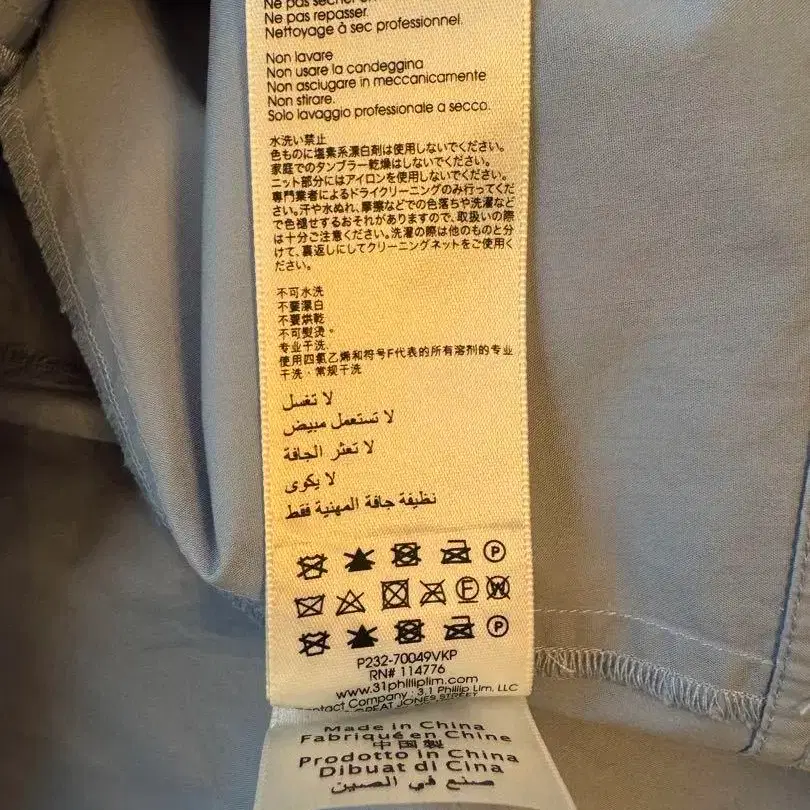 Ne pas sécher
Ne pas repasser
Nettoyage à sec professionnel.
Non lavare
Non usare la candeggina
Non asciugare in meccanicamente
Non stirare.
Solo lavaggio professionale a secco.
水洗い禁止
色ものに塩素系漂白剤は使用しないでください。
家庭でのタンブラー乾燥はしないでください。
ニット部分にはアイロンを使用しないでください。
専門業者によるドライクリーニングのみ行ってくだ
さい。汗や水ぬれ、摩擦などでの色落ちや洗濯など
で色褪せするおそれがありますので、取扱いの際
は十分ご注意ください。洗濯の際は他のものと分
けて、裏返しにしてクリーニングネットをご使用く
ださい。
不可水洗
不要漂白
不要烘乾
不可熨烫。
专业干洗
使用四氯乙烯和符号F代表的所有溶剂的专业
干洗・常规干洗
لا تغسل
لا تستعمل مبيض
لا تعثر الجافة
لا يكوى
نظيفة جافة المهنية فقط
P
F W
P
P232-70049VKP
RN# 114776
www.31philliplim.com
ntact Company : 3.1 Phillip Lim, LLC
GREAT JONES STREET
Made in China
Fabriqué en Chine
中国製
Prodotto in China
Dibuat di Cina
صنع في الصين